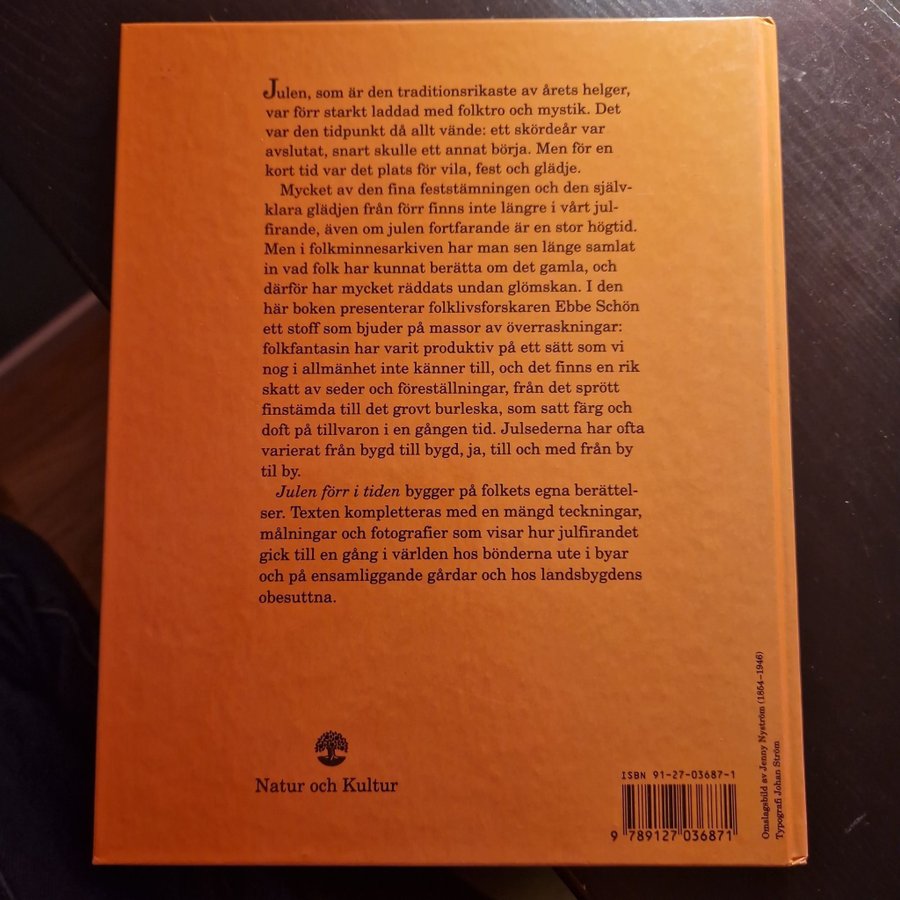 Julen, som är den traditionsrikaste av årets helger,
var förr starkt laddad med folktro och mystik. Det
var den tidpunkt då allt vände: ett skördeår var
avslutat, snart skulle ett annat börja. Men för en
kort tid var det plats för vila, fest och glädje.
Mycket av den fina feststämningen och den själv-
klara glädjen från förr finns inte längre i vårt jul-
firande, även om julen fortfarande är en stor högtid.
Men i folkminnesarkiven har man sen länge samlat
in vad folk har kunnat berätta om det gamla, och
därför har mycket räddats undan glömskan. I den
här boken presenterar folklivsforskaren Ebbe Schön
ett stoff som bjuder på massor av överraskningar:
folkfantasin har varit produktiv på ett sätt som vi
nog i allmänhet inte känner till, och det finns en rik
skatt av seder och föreställningar, från det sprött
finstämda till det grovt burleska, som satt färg och
doft på tillvaron i en gången tid. Julsederna har ofta
varierat från bygd till bygd, ja, till och med från by
til by.
Julen förr i tiden bygger på folkets egna berättel-
ser. Texten kompletteras med en mängd teckningar,
målningar och fotografier som visar hur julfirandet
gick till en gång i världen hos bönderna ute i byar
och på ensamliggande gårdar och hos landsbygdens
obesuttna.
Natur och Kultur
ISBN 91-27-03687-1
9 789127 036871
Omslagsbild av Jenny Nyström (1854–1946)
Typografi Johan Ström